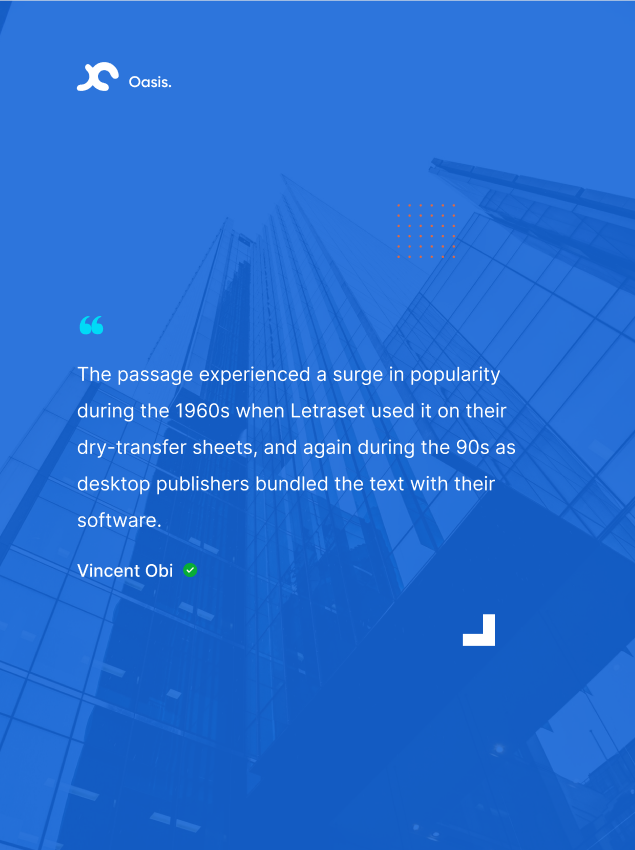 Oasis.
The passage experienced a surge in popularity
during the 1960s when Letraset used it on their
dry-transfer sheets, and again during the 90s as
desktop publishers bundled the text with their
software.
Vincent Obi